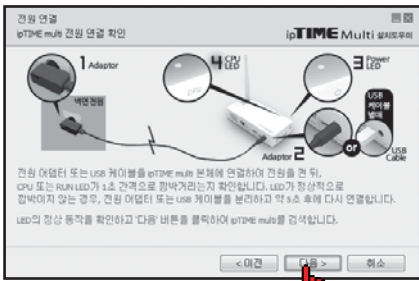 전원 연결
ipTIME multi 전원 연결 확인
ipTIME Multi 설치도우미
1 Adaptor
벽면 전원
4 CPU LED
3 Power LED
USB 케이블 별매
Adaptor 2
or
USB Cable
전원 어댑터 또는 USB 케이블을 ipTIME multi 본체에 연결하여 전원을 켠 뒤,
CPU 또는 RUN LED가 1초 간격으로 깜박거리는지 확인합니다. LED가 정상적으로
깜박이지 않는 경우, 전원 어댑터 또는 USB 케이블을 분리하고 약 5초 후에 다시 연결합니다.
LED의 정상 동작을 확인하고 '다음' 버튼을 클릭하여 ipTIME multi를 검색합니다.
< 이전
다음 >
취소